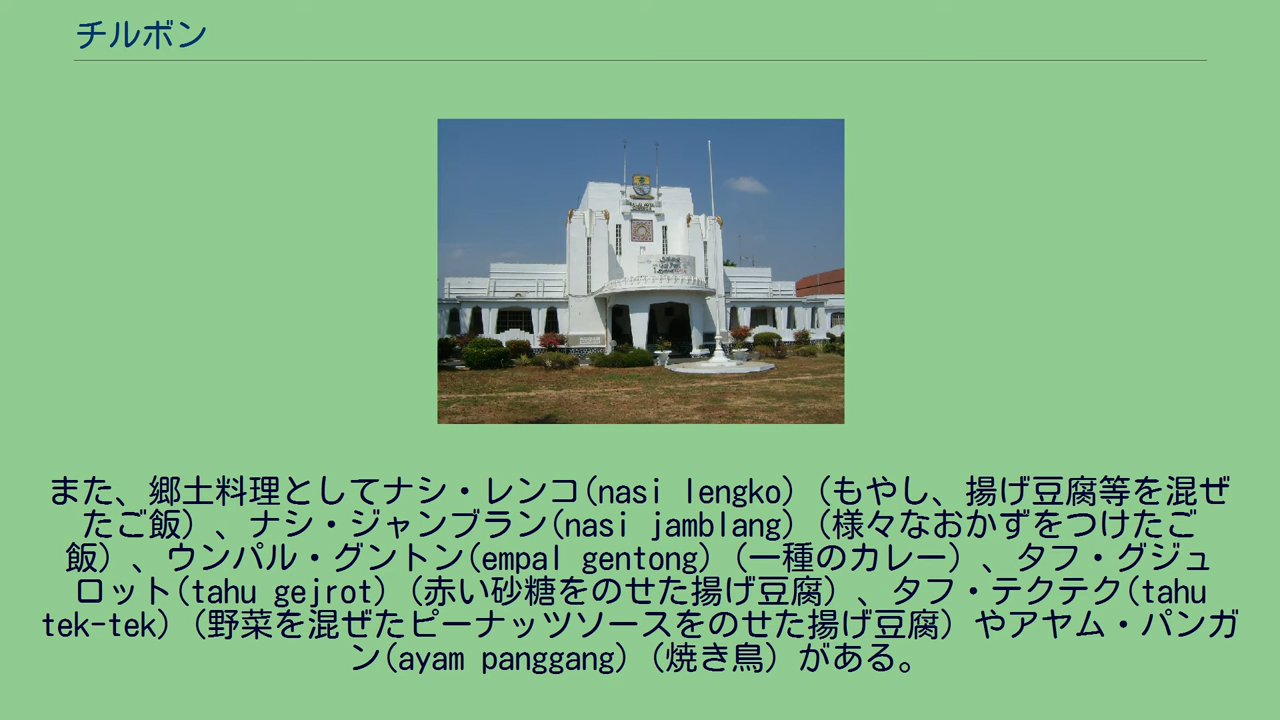 チルボン
また、郷土料理としてナシ・レンコ(nasi lengko)（もやし、揚げ豆腐等を混ぜ
たご飯）、ナシ・ジャンブラン(nasi jamblang)（様々なおかずをつけたご
飯）、ウンパル・グントン(empal gentong)（一種のカレー）、タフ・グジュ
ロット(tahu gejrot)（赤い砂糖をのせた揚げ豆腐）、タフ・テクテク(tahu
tek-tek)（野菜を混ぜたピーナッツソースをのせた揚げ豆腐）やアヤム・パンガ
ン(ayam panggang)（焼き鳥）がある。